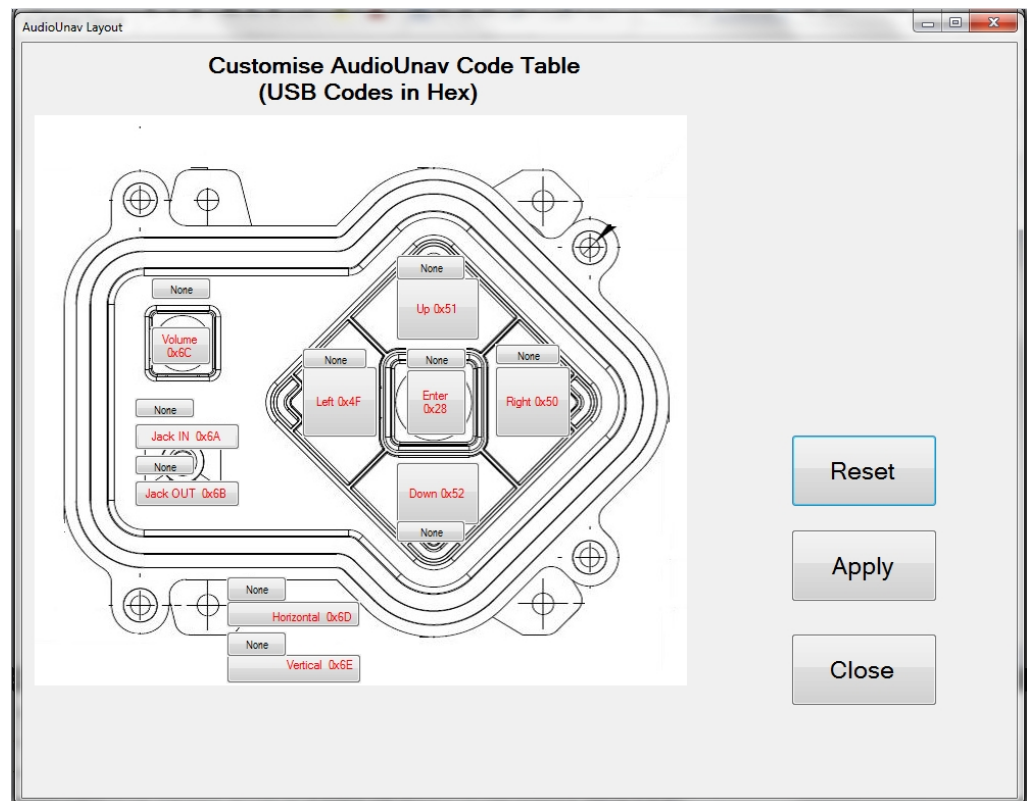 AudioUnav Layout
Customise AudioUnav Code Table
(USB Codes in Hex)
None
Up 0x51
None
Volume
0x6C
None
Left 0x4F
None
Enter
0x28
None
Right 0x50
None
Jack IN 0x6A
None
Jack OUT 0x6B
Down 0x52
None
None
Horizontal 0x6D
None
Vertical 0x6E
Reset
Apply
Close